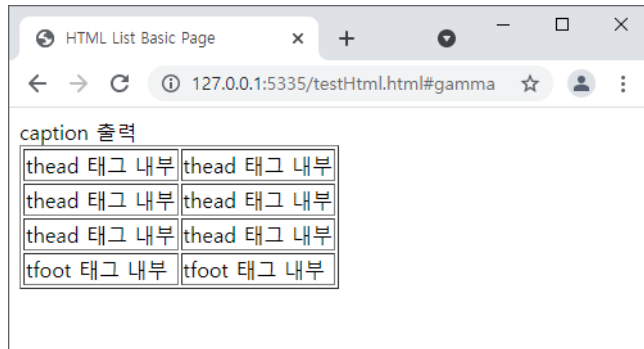 HTML List Basic Page
127.0.0.1:5335/testHtml.html#gamma
caption 출력
thead 태그 내부 thead 태그 내부
thead 태그 내부 thead 태그 내부
thead 태그 내부 thead 태그 내부
tfoot 태그 내부 tfoot 태그 내부